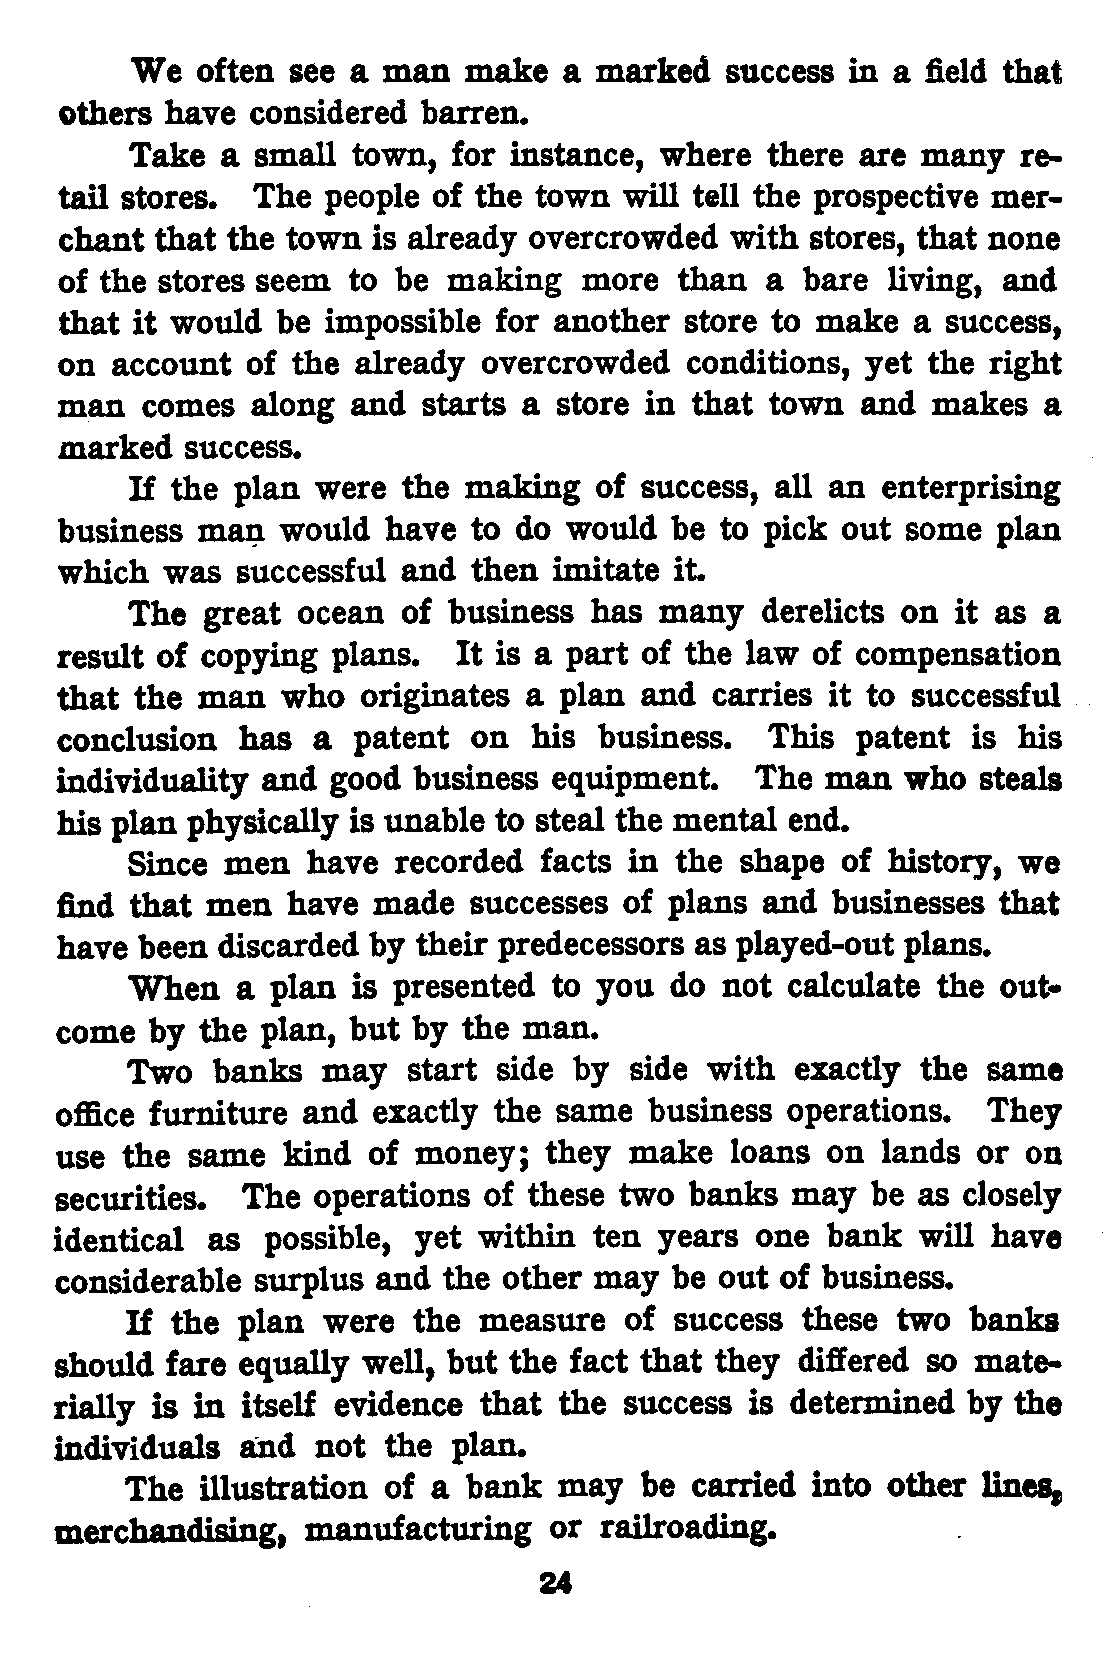 We often see a man make a marked success in a field that
others have considered barren.
Take a small town, for instance, where there are many re-
tail stores. The people of the town will tell the prospective mer-
chant that the town is already overcrowded with stores, that none
of the stores seem to be making more than a bare living, and
that it would be impossible for another store to make a success,
on account of the already overcrowded conditions, yet the right
man comes along and starts a store in that town and makes a
marked success.
If the plan were the making of success, all an enterprising
business man would have to do would be to pick out some plan
which was successful and then imitate it.
The great ocean of business has many derelicts on it as a
result of copying plans. It is a part of the law of compensation
that the man who originates a plan and carries it to successful
conclusion has a patent on his business. This patent is his
individuality and good business equipment. The man who steals
his plan physically is unable to steal the mental end.
Since men have recorded facts in the shape of history, we
find that men have made successes of plans and businesses that
have been discarded by their predecessors as played-out plans.
When a plan is presented to you do not calculate the out-
come by the plan, but by the man.
Two banks may start side by side with exactly the same
office furniture and exactly the same business operations. They
use the same kind of money; they make loans on lands or on
securities. The operations of these two banks may be as closely
identical as possible, yet within ten years one bank will have
considerable surplus and the other may be out of business.
If the plan were the measure of success these two banks
should fare equally well, but the fact that they differed so mate-
rially is in itself evidence that the success is determined by the
individuals and not the plan.
The illustration of a bank may be carried into other lines,
merchandising, manufacturing or railroading.
24